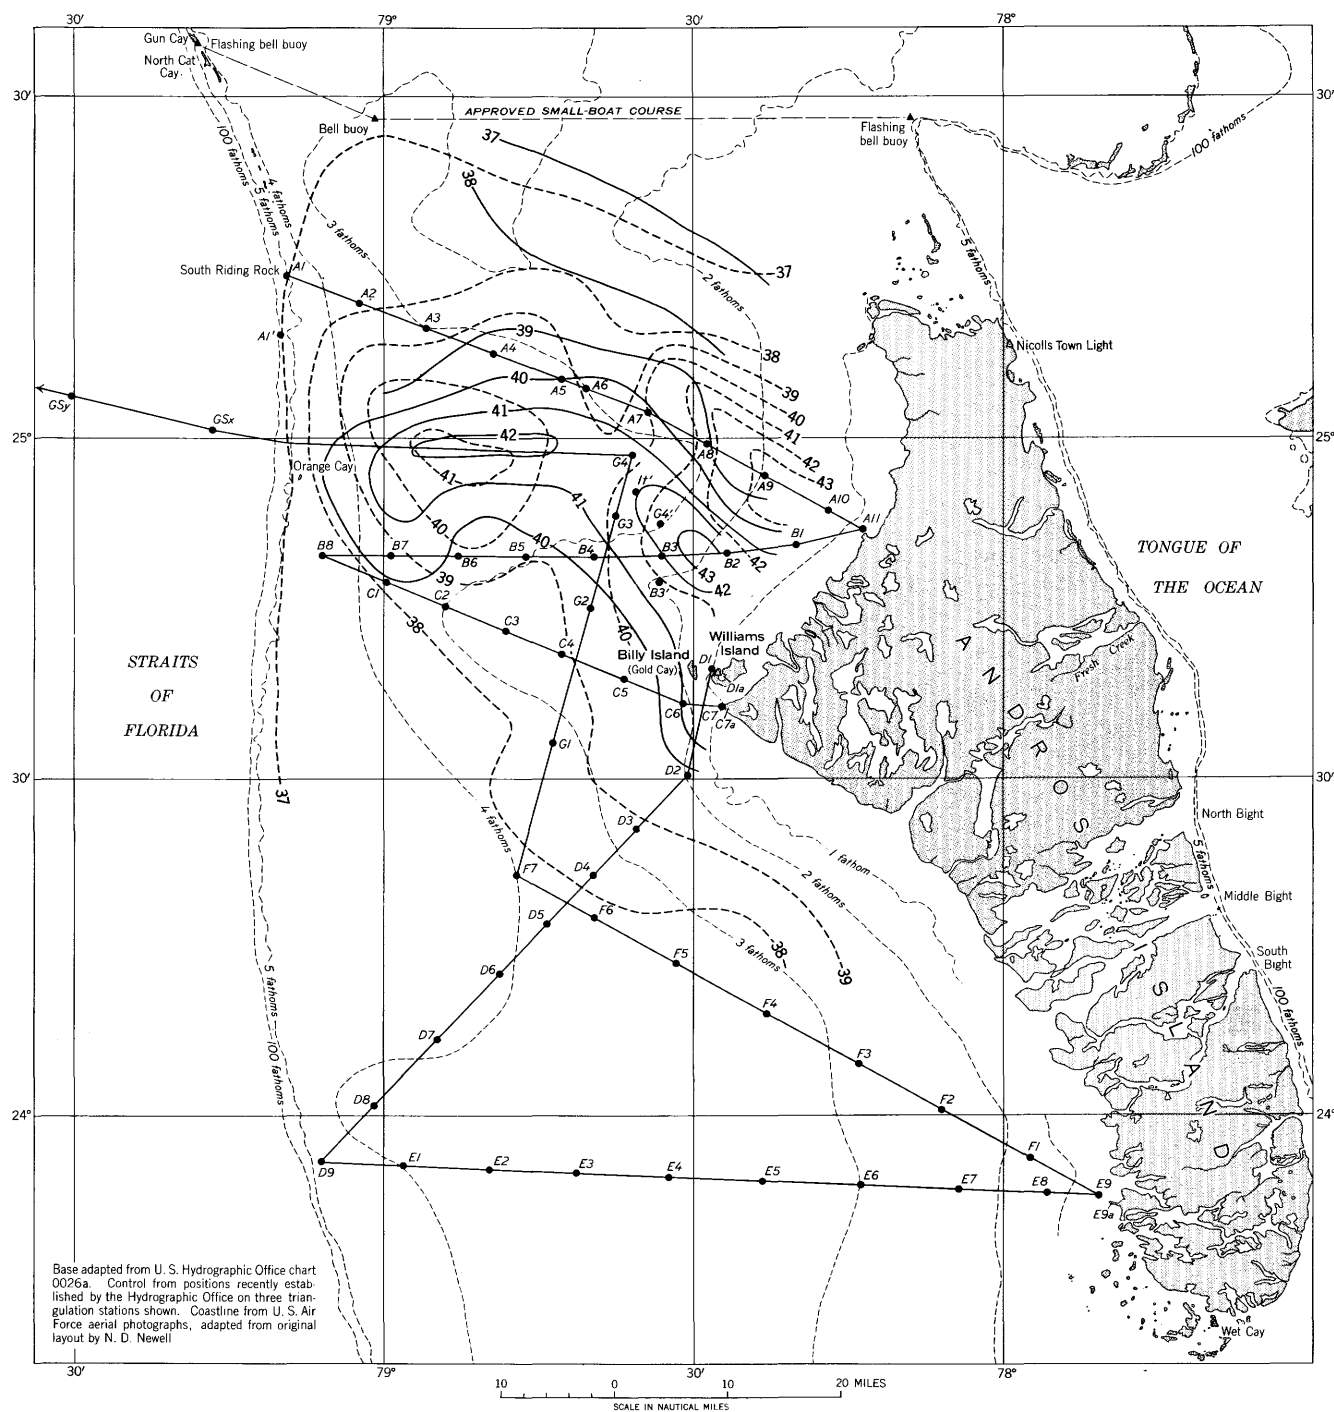 30'
79°
30'
78°
Gun Cay
Flashing bell buoy
North Cat
Cay
30'
30'
APPROVED SMALL-BOAT COURSE
Bell buoy
Flashing
bell buoy
100 fathoms
37
38
100 fathoms
4 fathoms
5 fathoms
3 fathoms
5 fathoms
South Riding Rock
A1
37
2 fathoms
A2
A3
A1'
39
38
Nicolls Town Light
A4
40
A5
A6
39
GSy
41
A7
40
GSx
42
41
25°
25°
A8
42
Orange Cay
G4
43
41
It'
A9
41
A10
40
G3
G4'
A11
40
B8
B7
B6
B5
B4
B3
B2
B1
42
TONGUE OF
THE OCEAN
39
43
42
C1
C2
B3'
G2
38
C3
40
Williams
Island
C4
Billy Island
(Gold Cay)
D1
D1a
Fresh Creek
STRAITS
OF
FLORIDA
C5
C6
C7
C7a
ANDROS
G1
D2
30'
30'
37
4 fathoms
D3
North Bight
1 fathom
2 fathoms
5 fathoms
F7
D4
Middle Bight
D5
F6
38
3 fathoms
39
F5
South
Bight
D6
5 fathoms
100 fathoms
ISLAND
F4
100 fathoms
D7
F3
D8
F2
24°
24°
F1
D9
E1
E2
E3
E4
E5
E6
E7
E8
E9
E9a
Base adapted from U. S. Hydrographic Office chart
0026a. Control from positions recently estab-
lished by the Hydrographic Office on three trian-
gulation stations shown. Coastline from U. S. Air
Force aerial photographs, adapted from original
layout by N. D. Newell
Wet Cay
30'
79°
30'
78°
10
0
10
20 MILES
SCALE IN NAUTICAL MILES